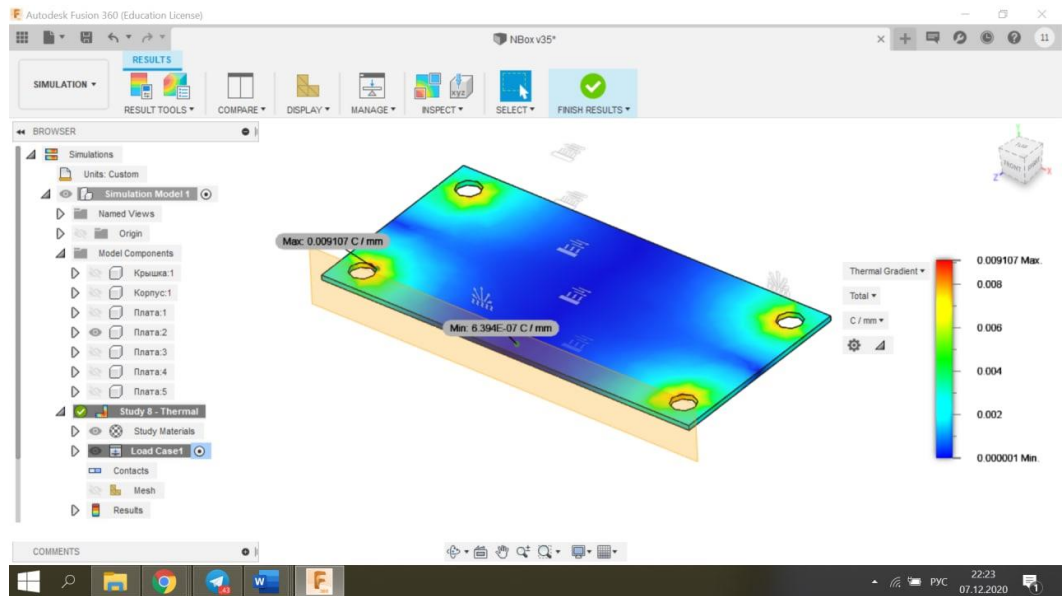 Autodesk Fusion 360 (Education License)
NBox v35*
11
RESULTS
SIMULATION
RESULT TOOLS
COMPARE
DISPLAY
MANAGE
INSPECT
SELECT
FINISH RESULTS
BROWSER
Simulations
Units: Custom
Simulation Model 1
Named Views
Origin
Model Components
Крышка:1
Корпус:1
Плата:1
Плата:2
Плата:3
Плата:4
Плата:5
Study 8 - Thermal
Study Materials
Load Case1
Contacts
Mesh
Results
Max: 0.009107 C / mm
Min: 6.394E-07 C / mm
FRONT
Z
X
Thermal Gradient
Total
C / mm
0.009107 Max.
0.008
0.006
0.004
0.002
0.000001 Min.
COMMENTS
РУС
22:23
07.12.2020